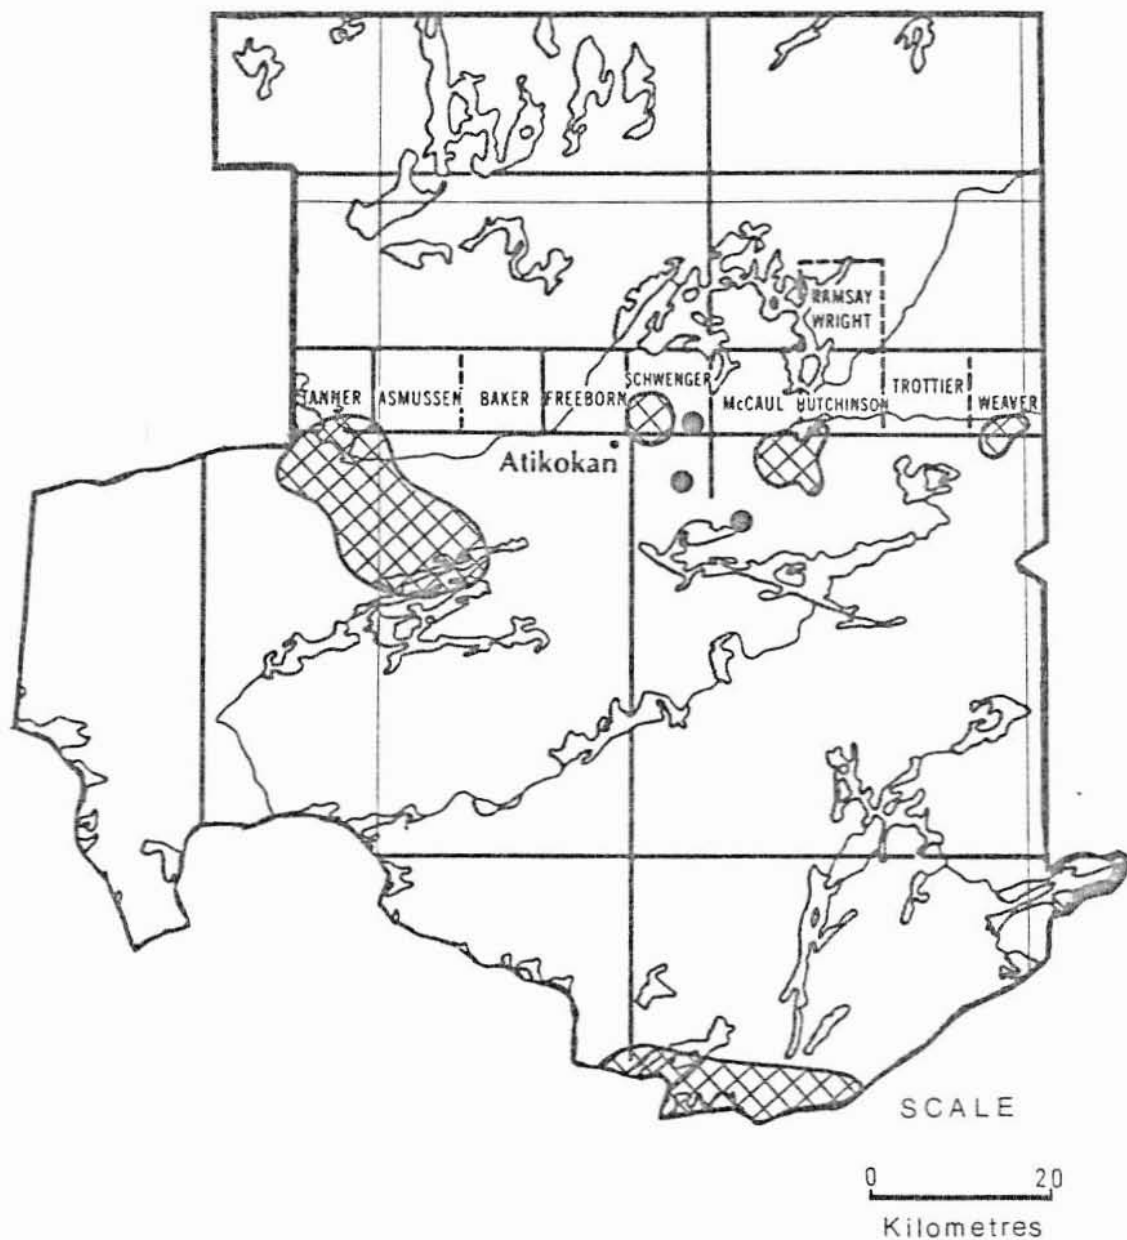 RAMSAY
WRIGHT
TANNER ASMUSSEN BAKER FREEBORN SCHWENGER McCAUL HUTCHINSON TROTTIER WEAVER
Atikokan
SCALE
0 20
Kilometres